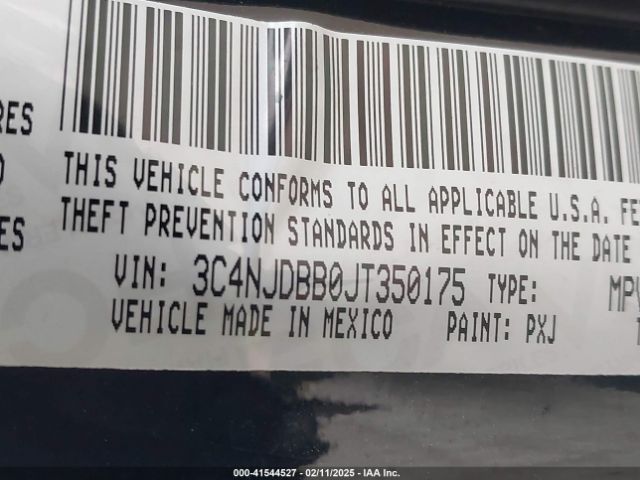 RES
THIS VEHICLE CONFORMS TO ALL APPLICABLE U.S.A. FE
THEFT PREVENTION STANDARDS IN EFFECT ON THE DATE
ES
VIN: 3C4NJDBB0JT350175 TYPE: MPV
VEHICLE MADE IN MEXICO PAINT: PXJ
000-41544527 - 02/11/2025 - IAA Inc.